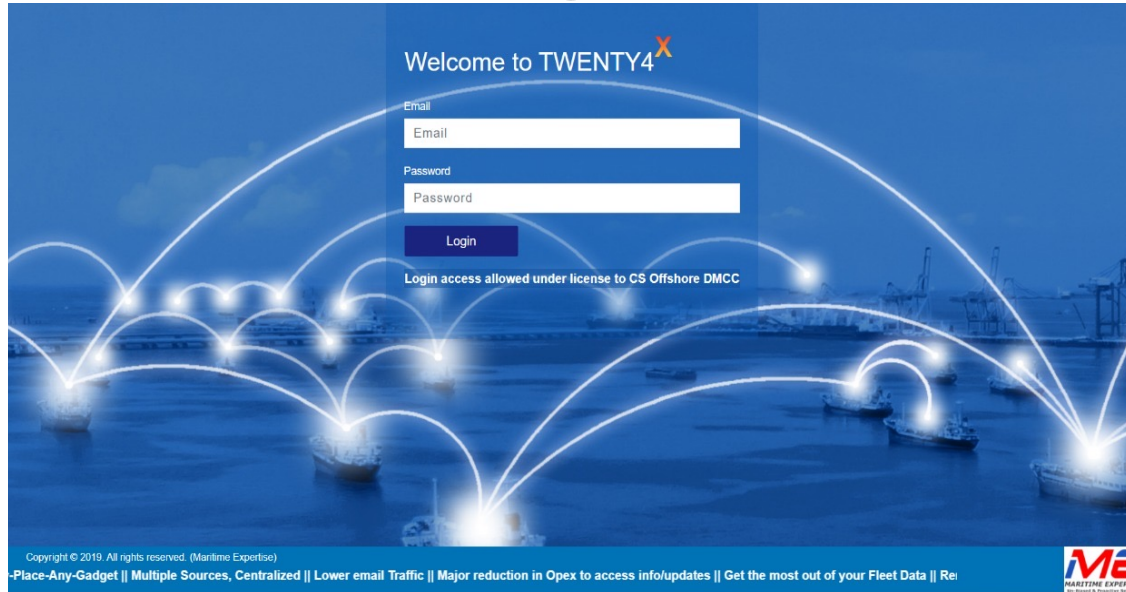 Welcome to TWENTY4X
Email
Email
Password
Password
Login
Login access allowed under license to CS Offshore DMCC
Copyright © 2019. All rights reserved. (Maritime Expertise)
-Place-Any-Gadget || Multiple Sources, Centralized || Lower email Traffic || Major reduction in Opex to access info/updates || Get the most out of your Fleet Data ||
MARITIME